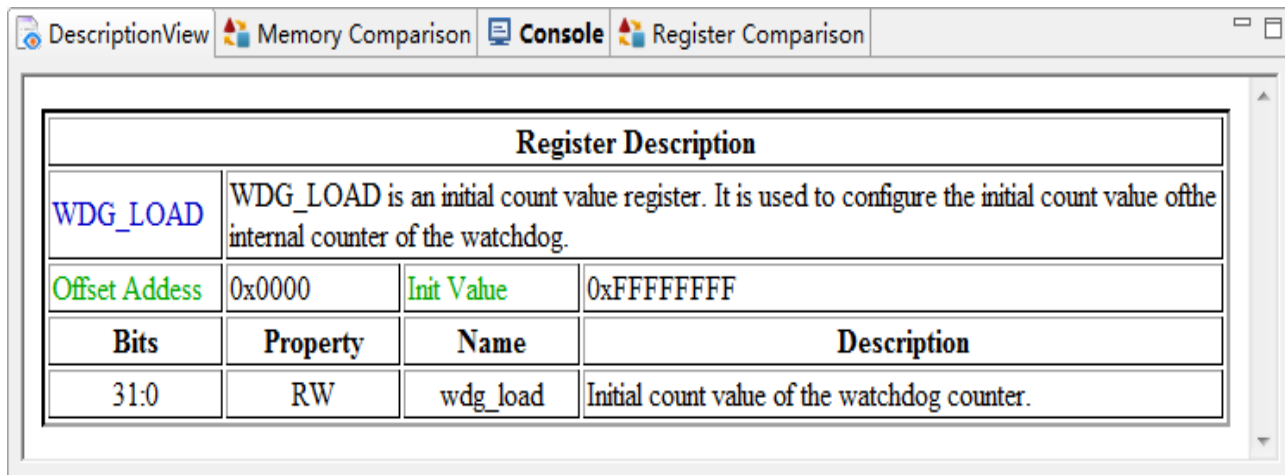 DescriptionView Memory Comparison Console Register Comparison
Register Description
WDG_LOAD
WDG_LOAD is an initial count value register. It is used to configure the initial count value ofthe
internal counter of the watchdog.
Offset Addess 0x0000 Init Value 0xFFFFFFFF
Bits Property Name Description
31:0 RW wdg_load Initial count value of the watchdog counter.